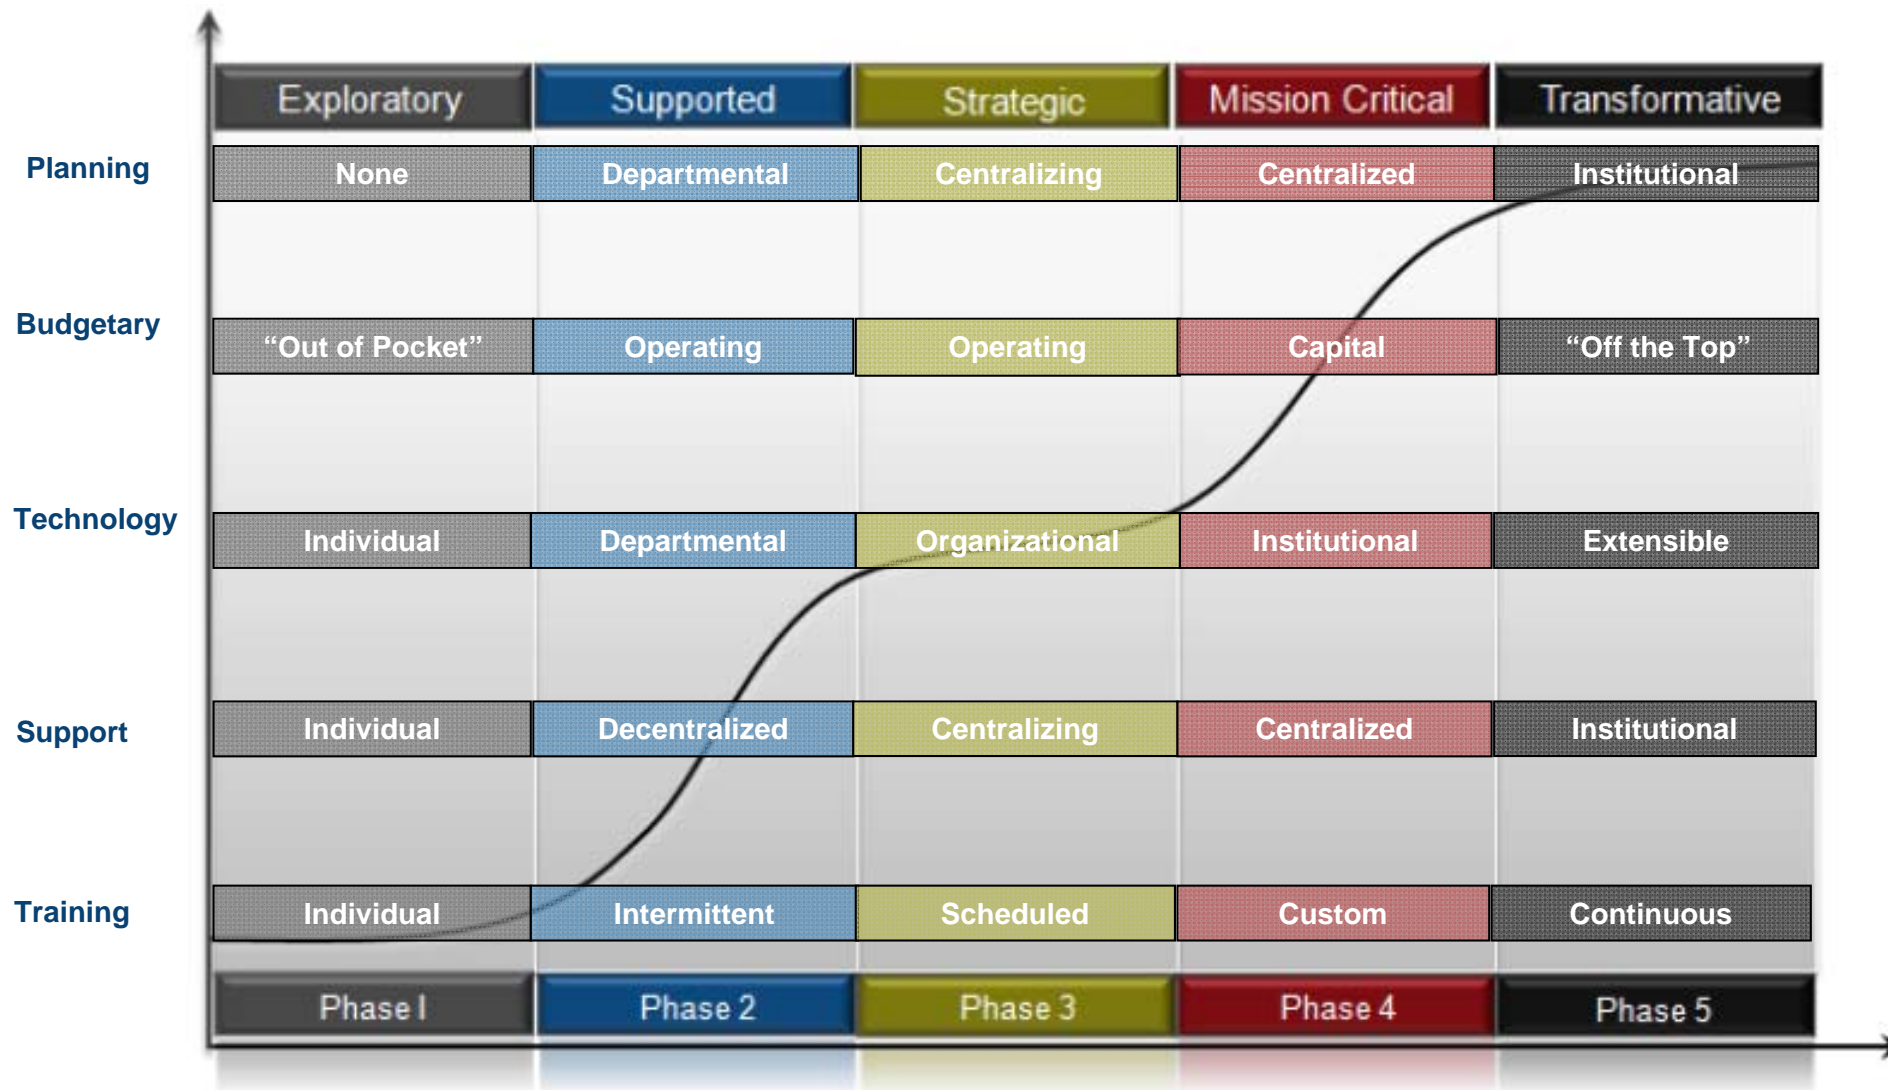 Exploratory Supported Strategic Mission Critical Transformative
Planning None Departmental Centralizing Centralized Institutional
Budgetary “Out of Pocket” Operating Operating Capital “Off the Top”
Technology Individual Departmental Organizational Institutional Extensible
Support Individual Decentralized Centralizing Centralized Institutional
Training Individual Intermittent Scheduled Custom Continuous
Phase I Phase 2 Phase 3 Phase 4 Phase 5